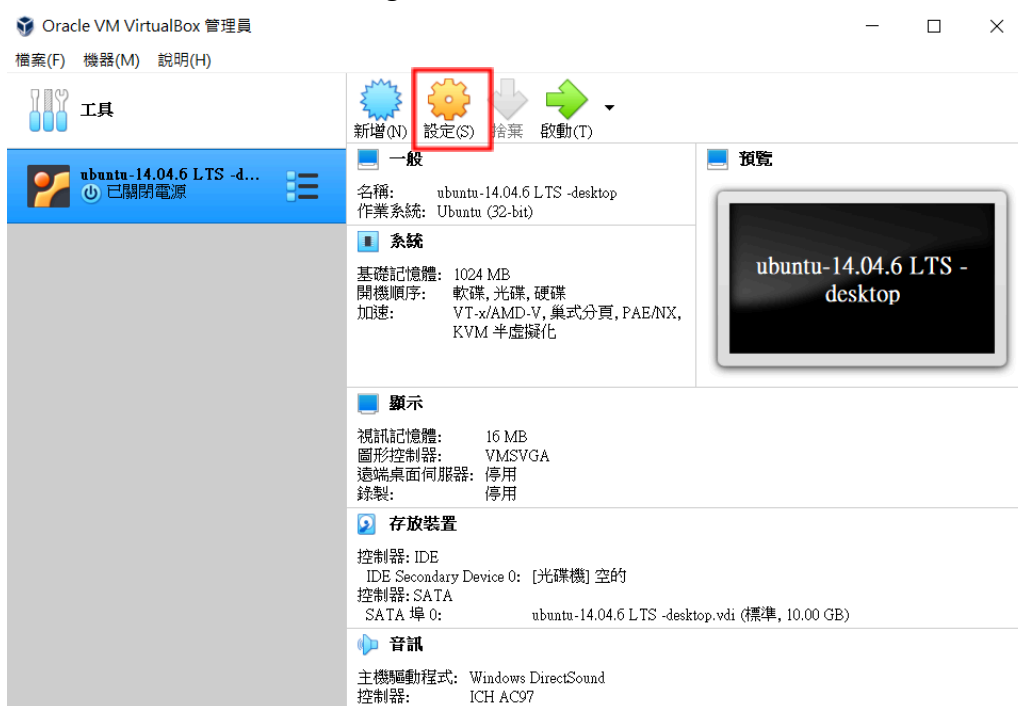 Oracle VM VirtualBox 管理員
檔案(F) 機器(M) 說明(H)
工具
新增(N) 設定(S) 捨棄 啟動(T)
ubuntu-14.04.6 LTS -d...
已關閉電源
一般
名稱: ubuntu-14.04.6 LTS -desktop
作業系統: Ubuntu (32-bit)
預覽
ubuntu-14.04.6 LTS -
desktop
系統
基礎記憶體: 1024 MB
開機順序: 軟碟, 光碟, 硬碟
加速: VT-x/AMD-V, 巢式分頁, PAE/NX,
KVM 半虛擬化
顯示
視訊記憶體: 16 MB
圖形控制器: VMSVGA
遠端桌面伺服器: 停用
錄製: 停用
存放裝置
控制器: IDE
IDE Secondary Device 0: [光碟機] 空的
控制器: SATA
SATA 埠 0: ubuntu-14.04.6 LTS -desktop.vdi (標準, 10.00 GB)
音訊
主機驅動程式: Windows DirectSound
控制器: ICH AC97